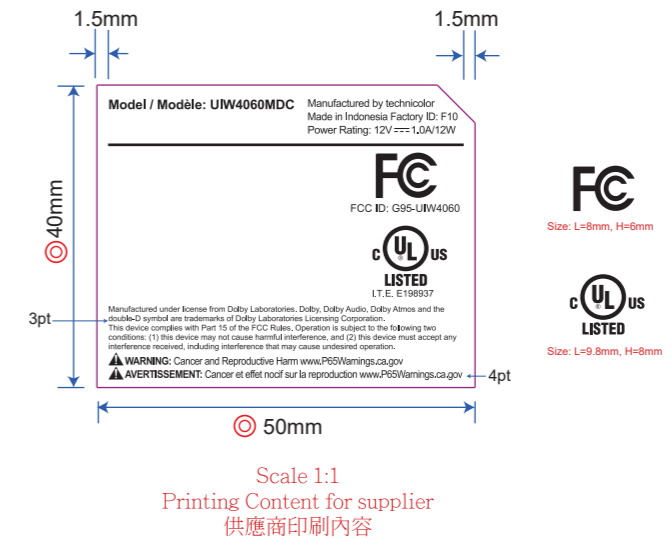 1.5mm
1.5mm
Model / Modèle: UIW4060MDC
Manufactured by technicolor
Made in Indonesia Factory ID: F10
Power Rating: 12V⎓1.0A/12W
FC
FCC ID: G95-UIW4060
FC
Size: L=8mm, H=6mm
◎40mm
C UL US
®
LISTED
I.T.E. E198937
C UL US
®
LISTED
Size: L=9.8mm, H=8mm
3pt
Manufactured under license from Dolby Laboratories. Dolby, Dolby Audio, Dolby Atmos and the
double-D symbol are trademarks of Dolby Laboratories Licensing Corporation.
This device complies with Part 15 of the FCC Rules, Operation is subject to the following two
conditions: (1) this device may not cause harmful interference, and (2) this device must accept any
interference received, including interference that may cause undesired operation.
WARNING: Cancer and Reproductive Harm www.P65Warnings.ca.gov
AVERTISSEMENT: Cancer et effet nocif sur la reproduction www.P65Warnings.ca.gov
4pt
◎ 50mm
Scale 1:1
Printing Content for supplier
供應商印刷內容